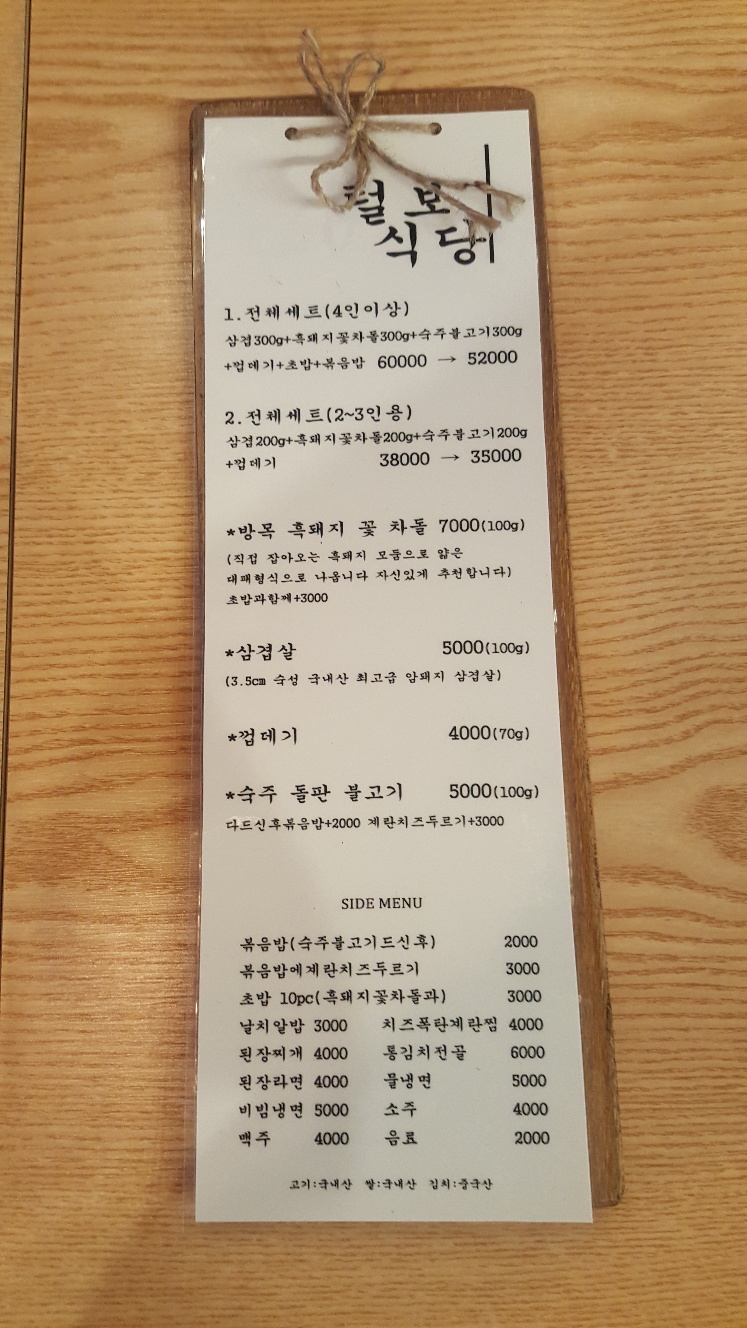 털보
식당
1.전체세트(4인이상)
삼겹300g+흑돼지꽃차돌300g+숙주불고기300g
+껍데기+초밥+볶음밥 60000 → 52000
2.전체세트(2~3인용)
삼겹200g+흑돼지꽃차돌200g+숙주불고기200g
+껍데기 38000 → 35000
*방목 흑돼지 꽃 차돌 7000(100g)
(직접 잡아오는 흑돼지 모둠으로 얇은
대패형식으로 나옵니다 자신있게 추천합니다)
초밥과함께+3000
*삼겹살 5000(100g)
(3.5cm 숙성 국내산 최고급 암돼지 삼겹살)
*껍데기 4000(70g)
*숙주 돌판 불고기 5000(100g)
다드신후볶음밥+2000 계란치즈두르기+3000
SIDE MENU
볶음밥(숙주불고기드신후) 2000
볶음밥에계란치즈두르기 3000
초밥 10pc(흑돼지꽃차돌과) 3000
날치알밥 3000 치즈폭탄계란찜 4000
된장찌개 4000 통김치전골 6000
된장라면 4000 물냉면 5000
비빔냉면 5000 소주 4000
맥주 4000 음료 2000
고기:국내산 쌀:국내산 김치:중국산